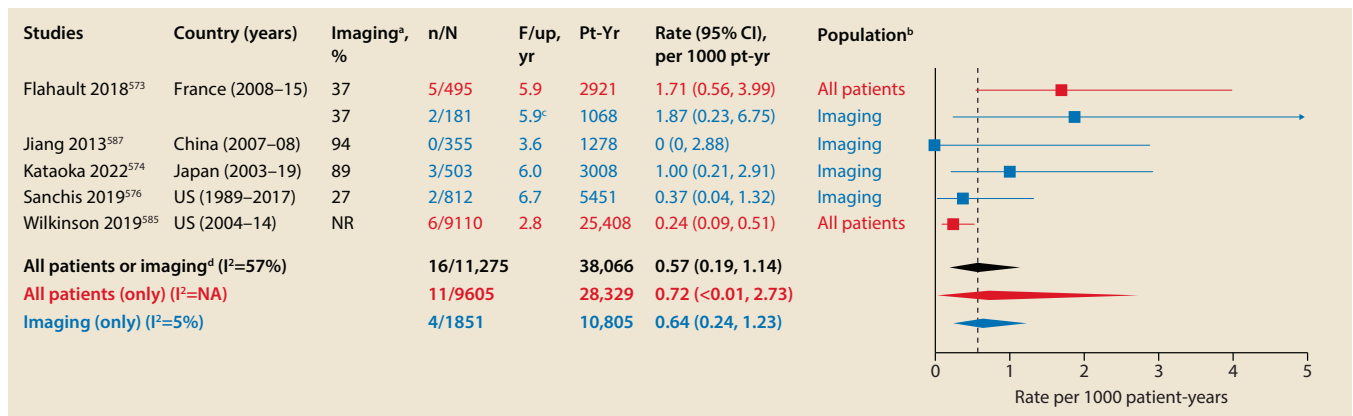 Studies Country (years) Imagingᵃ, % n/N F/up, yr Pt-Yr Rate (95% CI), per 1000 pt-yr Populationᵇ
Flahault 2018⁵⁷³ France (2008–15) 37 5/495 5.9 2921 1.71 (0.56, 3.99) All patients
37 2/181 5.9ᶜ 1068 1.87 (0.23, 6.75) Imaging
Jiang 2013⁵⁸⁷ China (2007–08) 94 0/355 3.6 1278 0 (0, 2.88) Imaging
Kataoka 2022⁵⁷⁴ Japan (2003–19) 89 3/503 6.0 3008 1.00 (0.21, 2.91) Imaging
Sanchis 2019⁵⁷⁶ US (1989–2017) 27 2/812 6.7 5451 0.37 (0.04, 1.32) Imaging
Wilkinson 2019⁵⁸⁵ US (2004–14) NR 6/9110 2.8 25,408 0.24 (0.09, 0.51) All patients
All patients or imagingᵈ (I²=57%) 16/11,275 38,066 0.57 (0.19, 1.14)
All patients (only) (I²=NA) 11/9605 28,329 0.72 (<0.01, 2.73)
Imaging (only) (I²=5%) 4/1851 10,805 0.64 (0.24, 1.23)
0 1 2 3 4 5
Rate per 1000 patient-years